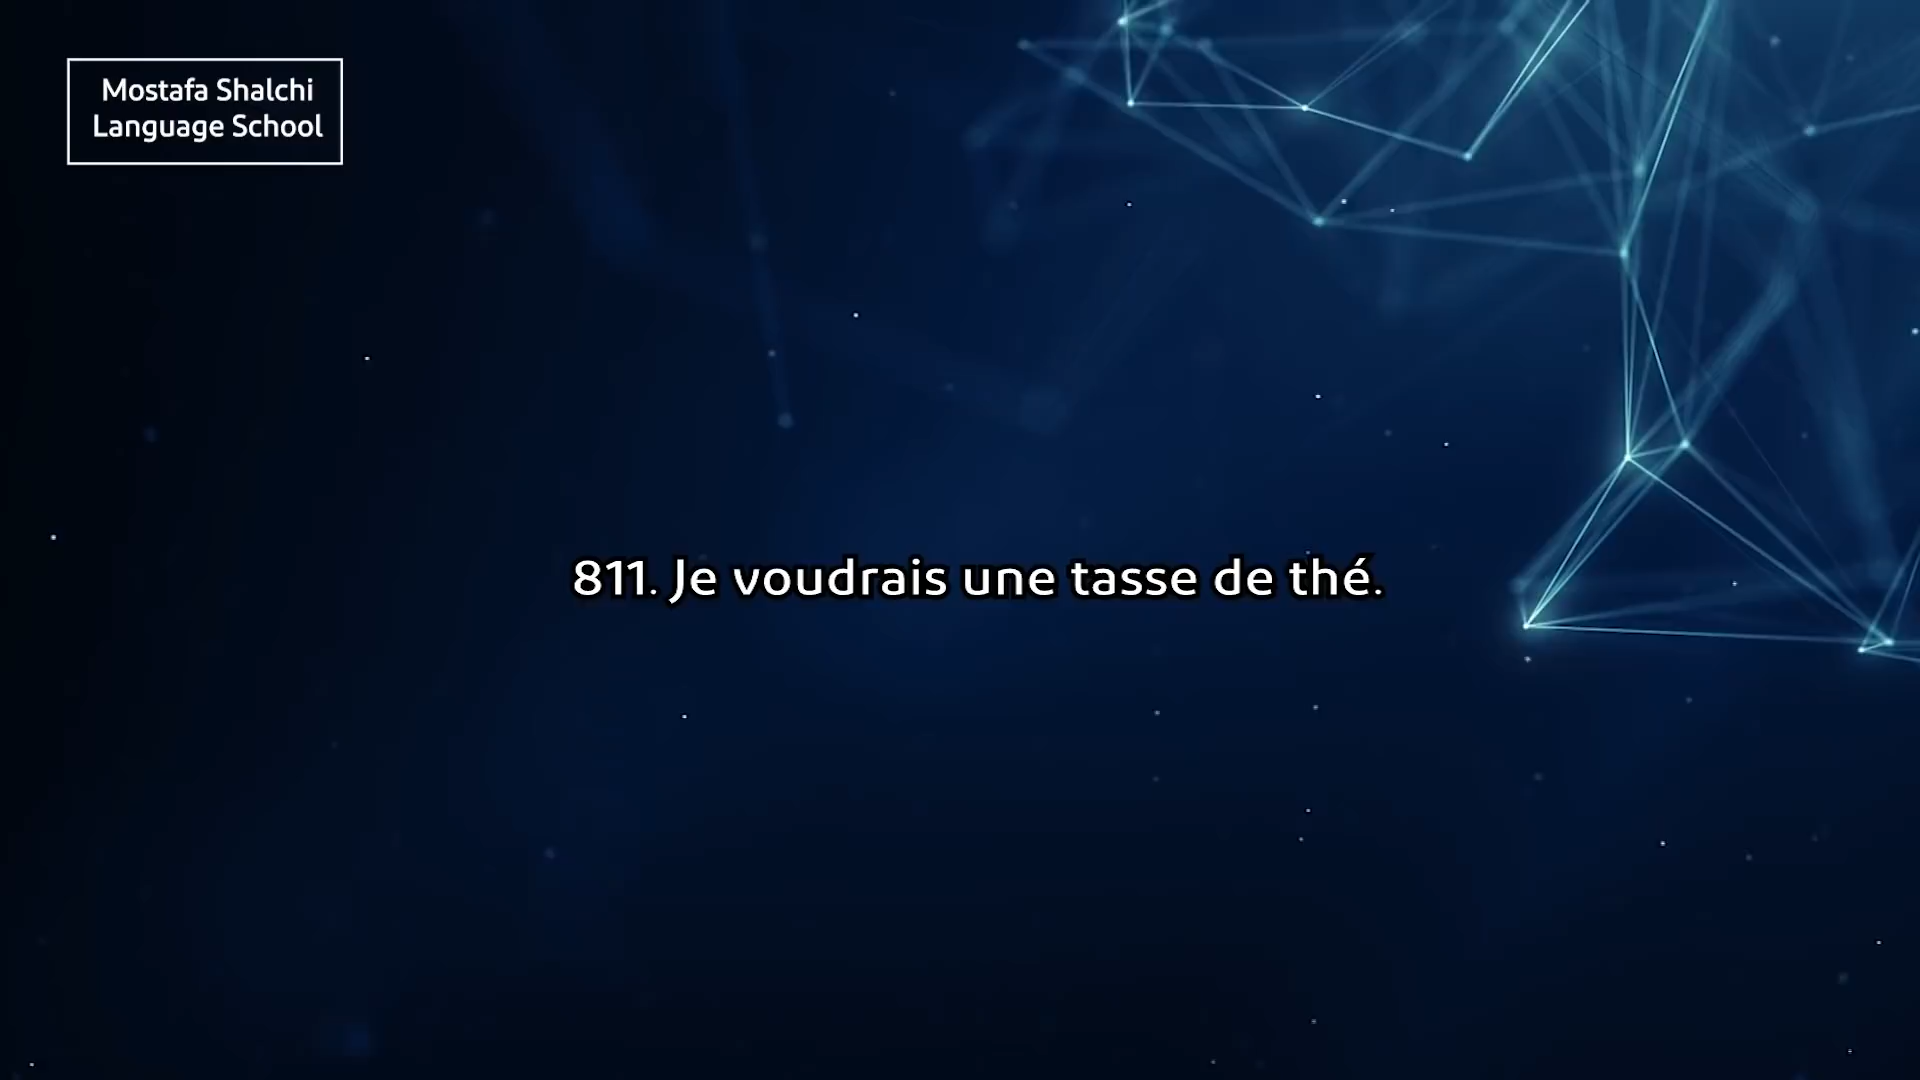 Mostafa Shalchi
Language School
811. Je voudrais une tasse de thé.